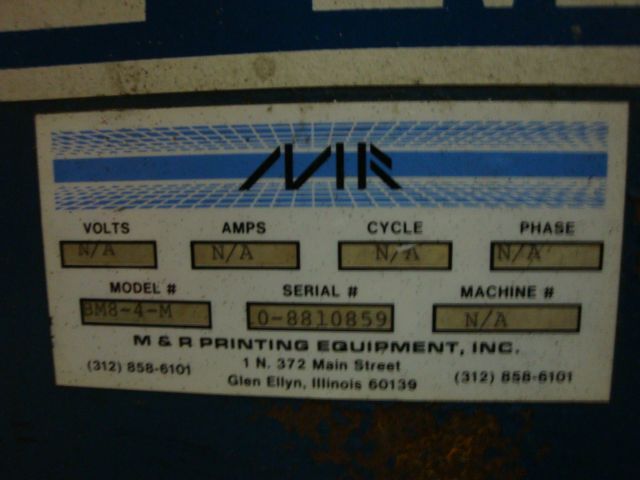 MR
VOLTS AMPS CYCLE PHASE
N/A N/A N/A N/A
MODEL # SERIAL # MACHINE #
BM8-4-M 0-8810859 N/A
M & R PRINTING EQUIPMENT, INC.
(312) 858-6101 1 N. 372 Main Street (312) 858-6101
Glen Ellyn, Illinois 60139